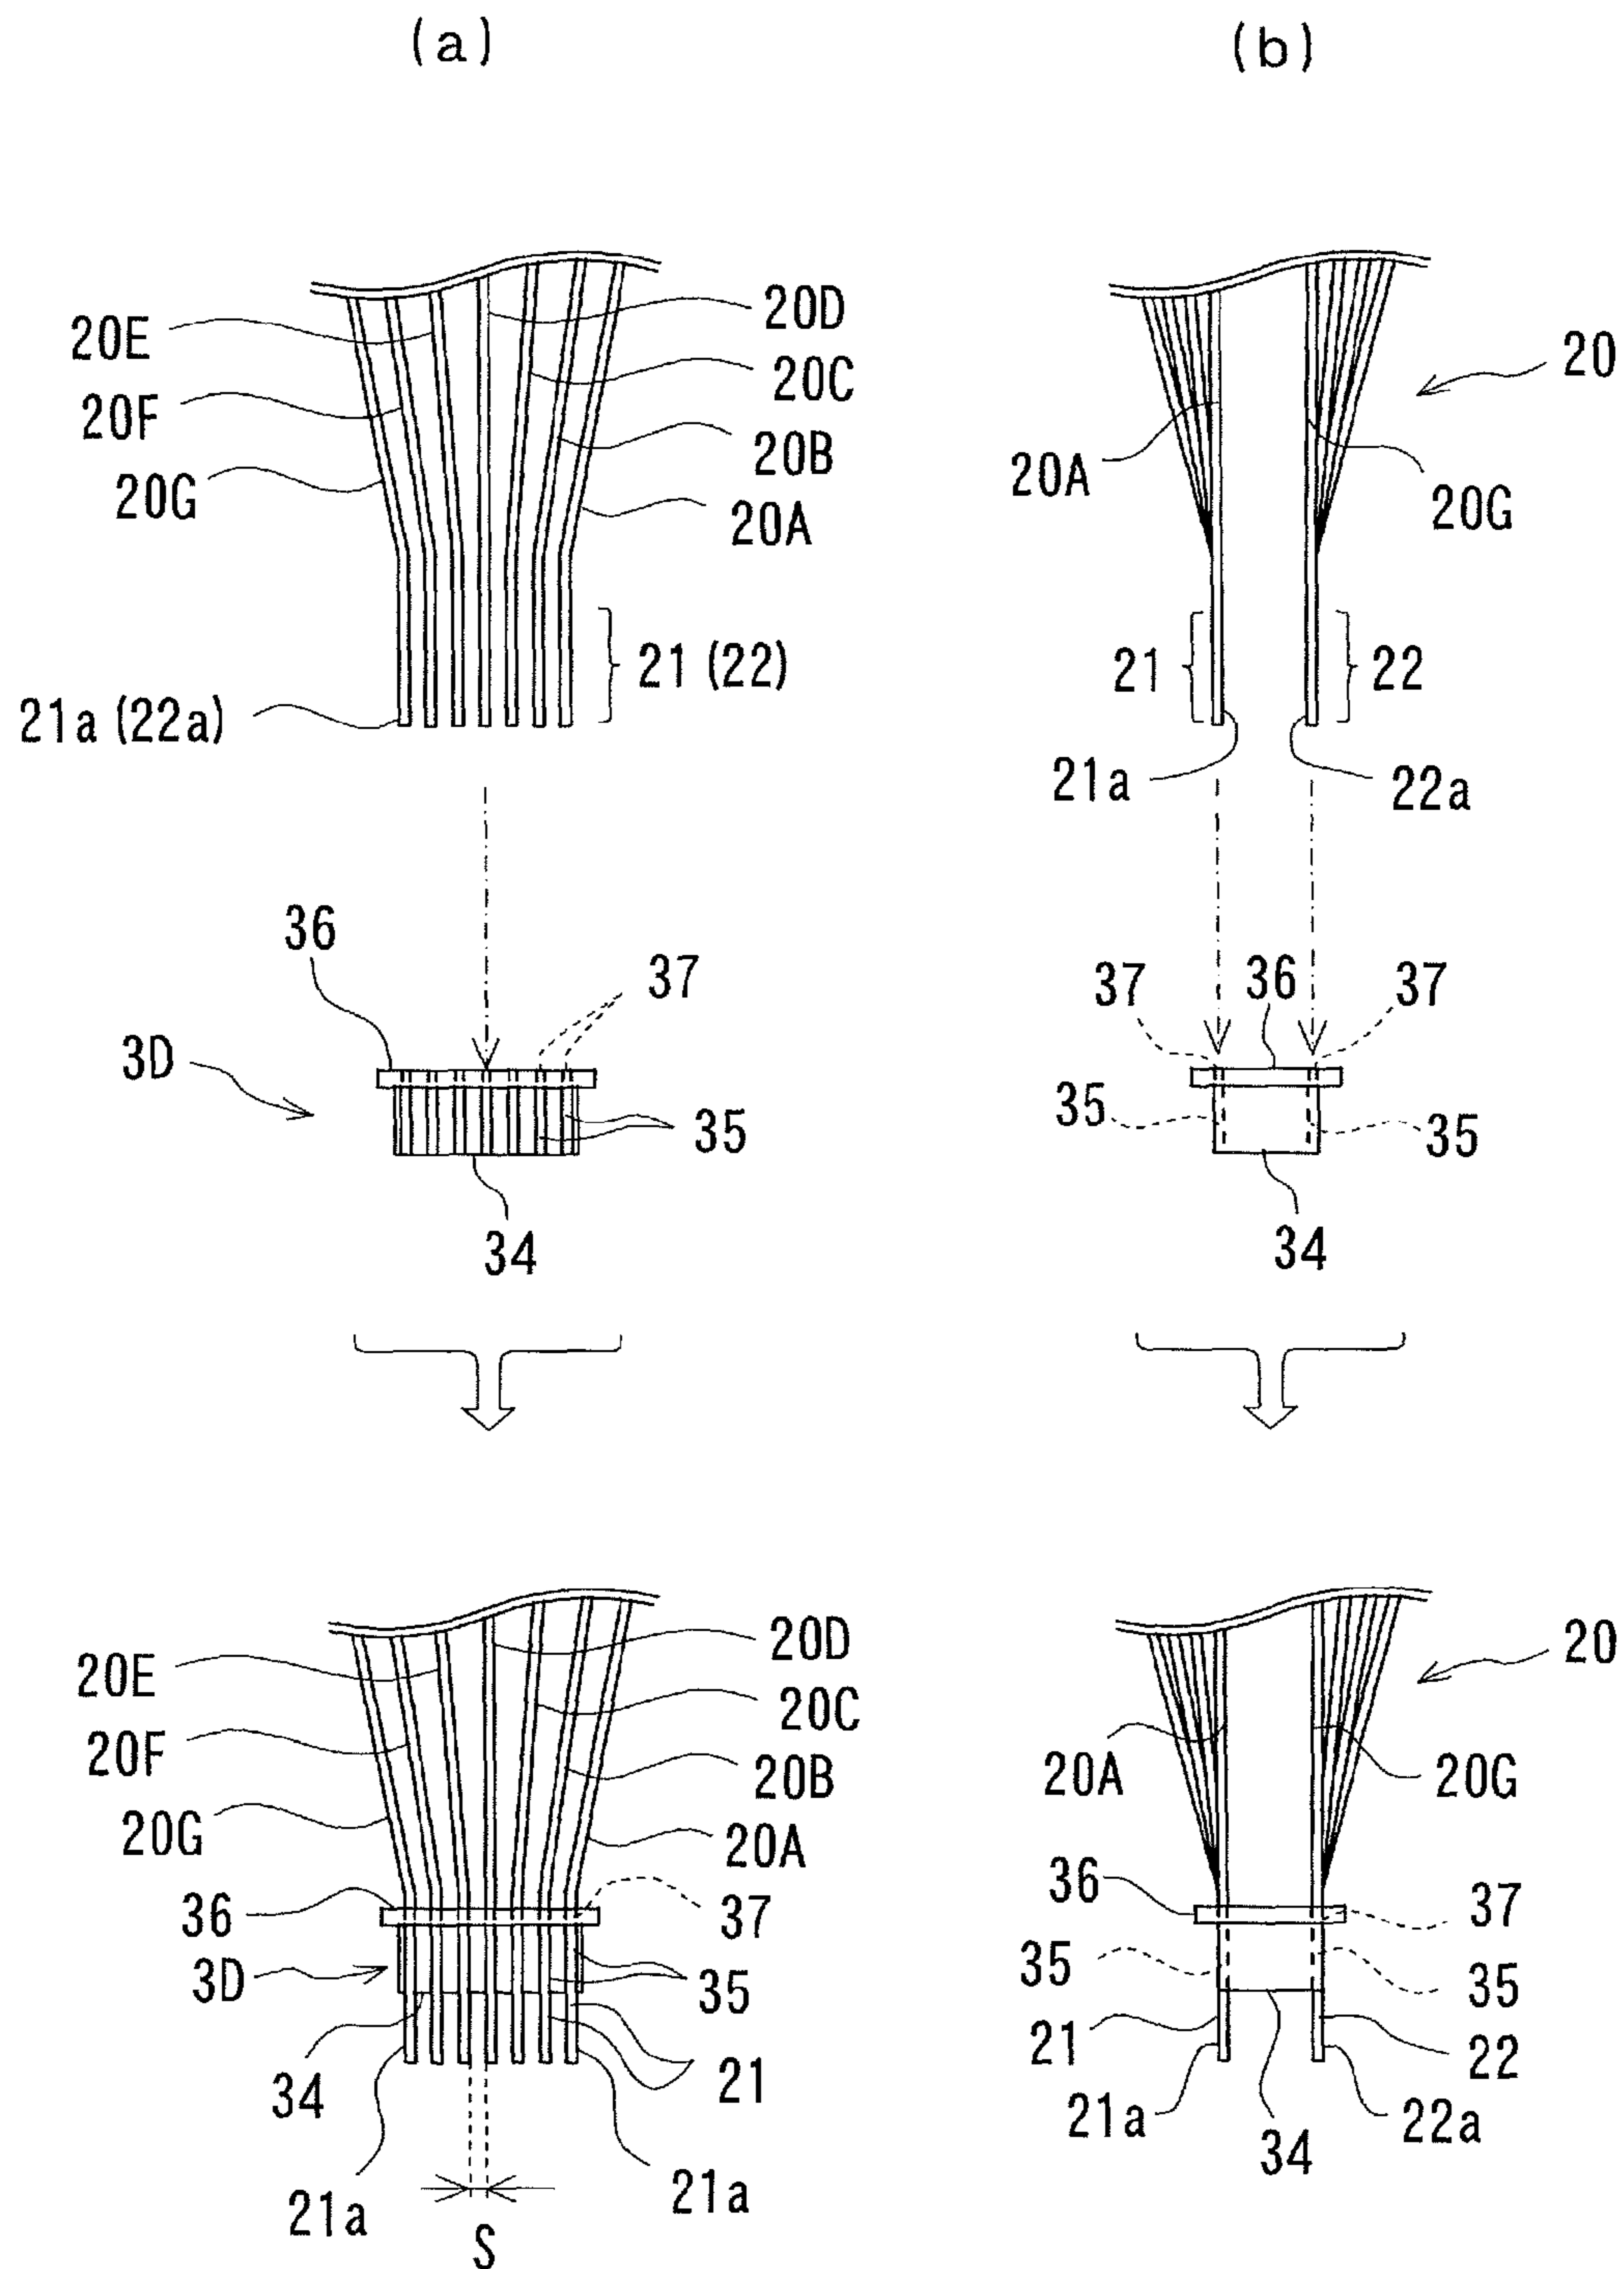 (a) (b)
20E 20D
20F 20C
20G 20B
20A
21 (22)
21a (22a)
20
20A 20G
21 22
21a 22a
36 37
3D
35
34
37 36 37
35 35
34
20E 20D
20F 20C
20G 20B
20A
36 37
3D 35
34 21
21a 21a
S
20
20A 20G
36 37
35 35
21 22
21a 22a
34